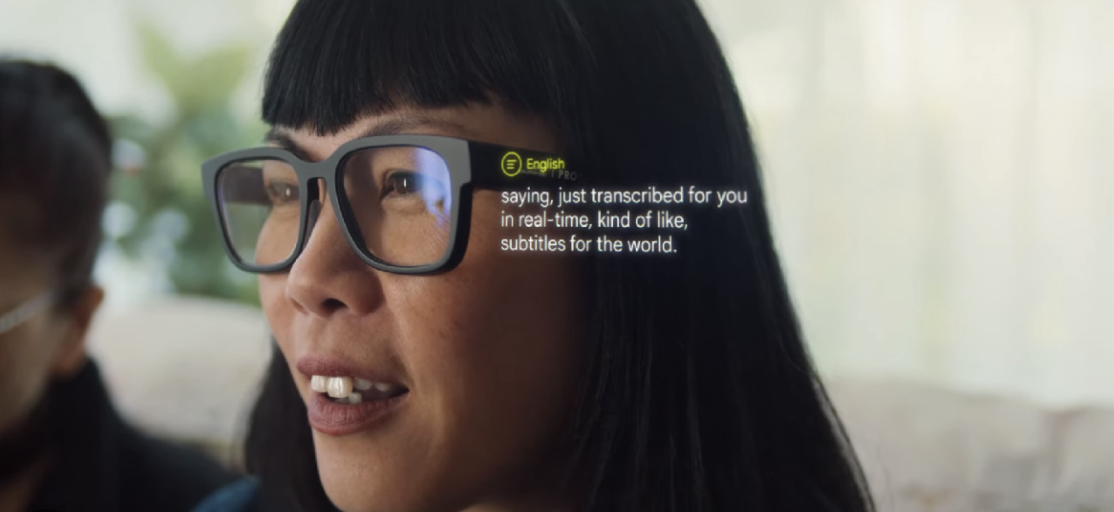 English
saying, just transcribed for you
in real-time, kind of like,
subtitles for the world.